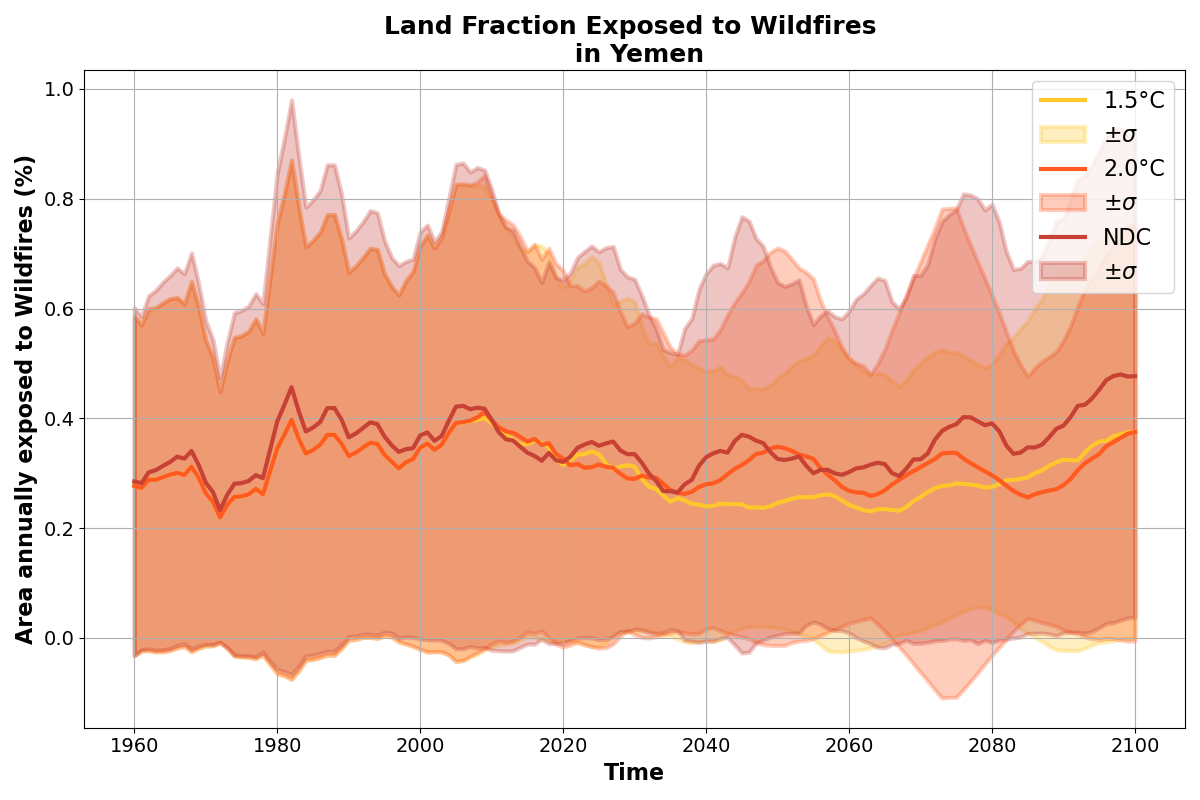 Land Fraction Exposed to Wildfires
in Yemen
Area annually exposed to Wildfires (%)
1.0
0.8
0.6
0.4
0.2
0.0
1960 1980 2000 2020 2040 2060 2080 2100
Time
1.5°C
±σ
2.0°C
±σ
NDC
±σ